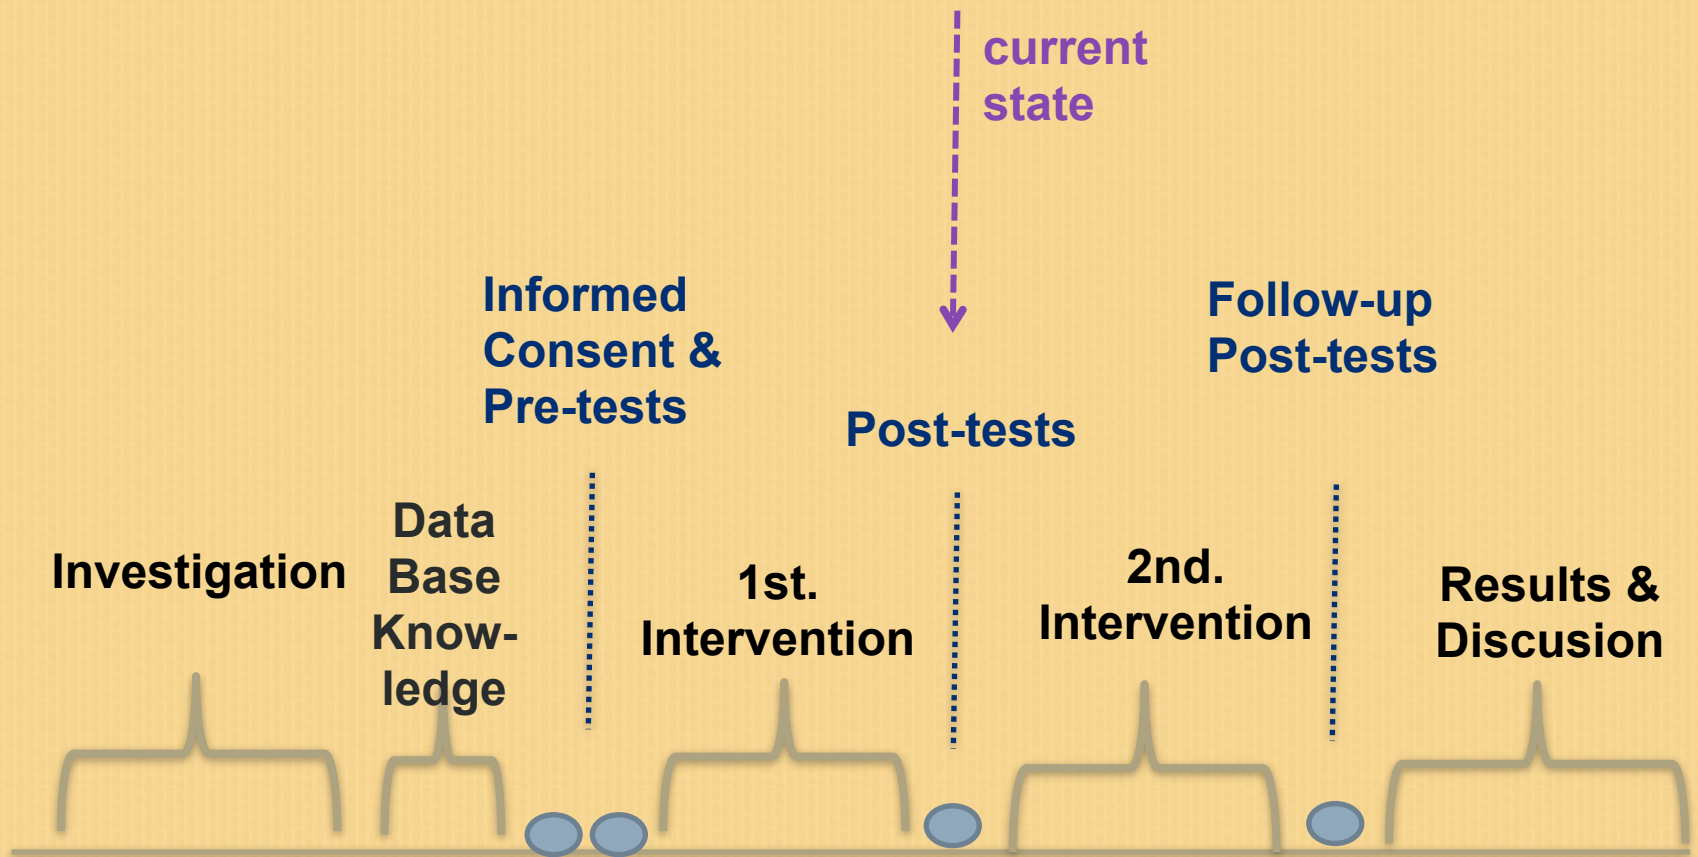 current
state
Informed
Consent &
Pre-tests
Follow-up
Post-tests
Post-tests
Investigation
Data
Base
Know-
ledge
1st.
Intervention
2nd.
Intervention
Results &
Discusion